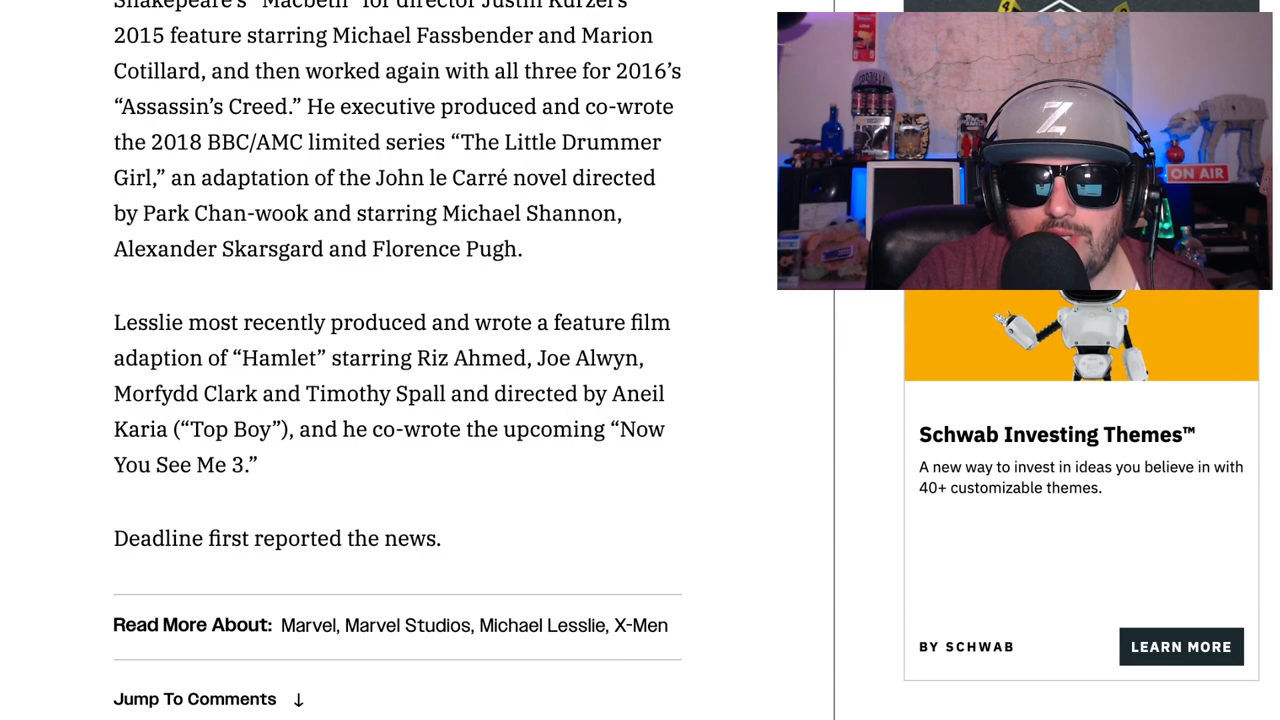 Shakepeare's "Macbeth" for director Justin Kurzel's
2015 feature starring Michael Fassbender and Marion
Cotillard, and then worked again with all three for 2016’s
“Assassin’s Creed.” He executive produced and co-wrote
the 2018 BBC/AMC limited series “The Little Drummer
Girl,” an adaptation of the John le Carré novel directed
by Park Chan-wook and starring Michael Shannon,
Alexander Skarsgard and Florence Pugh.
Lesslie most recently produced and wrote a feature film
adaption of “Hamlet” starring Riz Ahmed, Joe Alwyn,
Morfydd Clark and Timothy Spall and directed by Aneil
Karia (“Top Boy”), and he co-wrote the upcoming “Now
You See Me 3.”
Deadline first reported the news.
Read More About: Marvel, Marvel Studios, Michael Lesslie, X-Men
Jump To Comments ↓
4
Z
ON AIR
Schwab Investing Themes™
A new way to invest in ideas you believe in with
40+ customizable themes.
BY SCHWAB
LEARN MORE